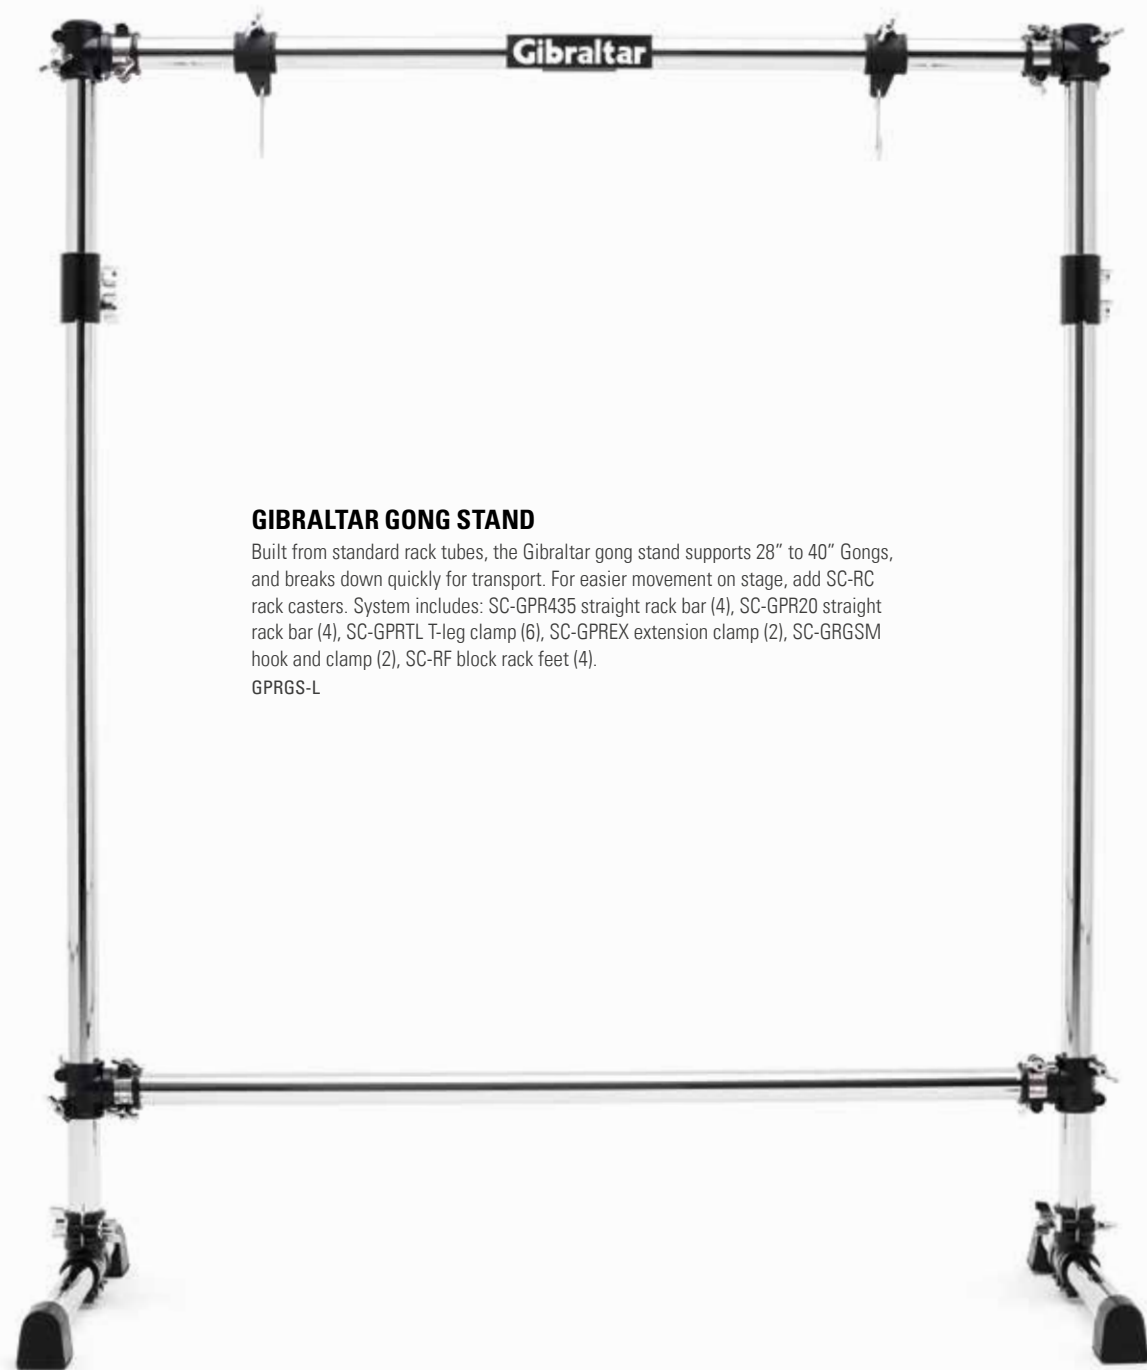 Gibraltar
GIBRALTAR GONG STAND
Built from standard rack tubes, the Gibraltar gong stand supports 28” to 40” Gongs,
and breaks down quickly for transport. For easier movement on stage, add SC-RC
rack casters. System includes: SC-GPR435 straight rack bar (4), SC-GPR20 straight
rack bar (4), SC-GPRTL T-leg clamp (6), SC-GPREX extension clamp (2), SC-GRGSM
hook and clamp (2), SC-RF block rack feet (4).
GPRGS-L